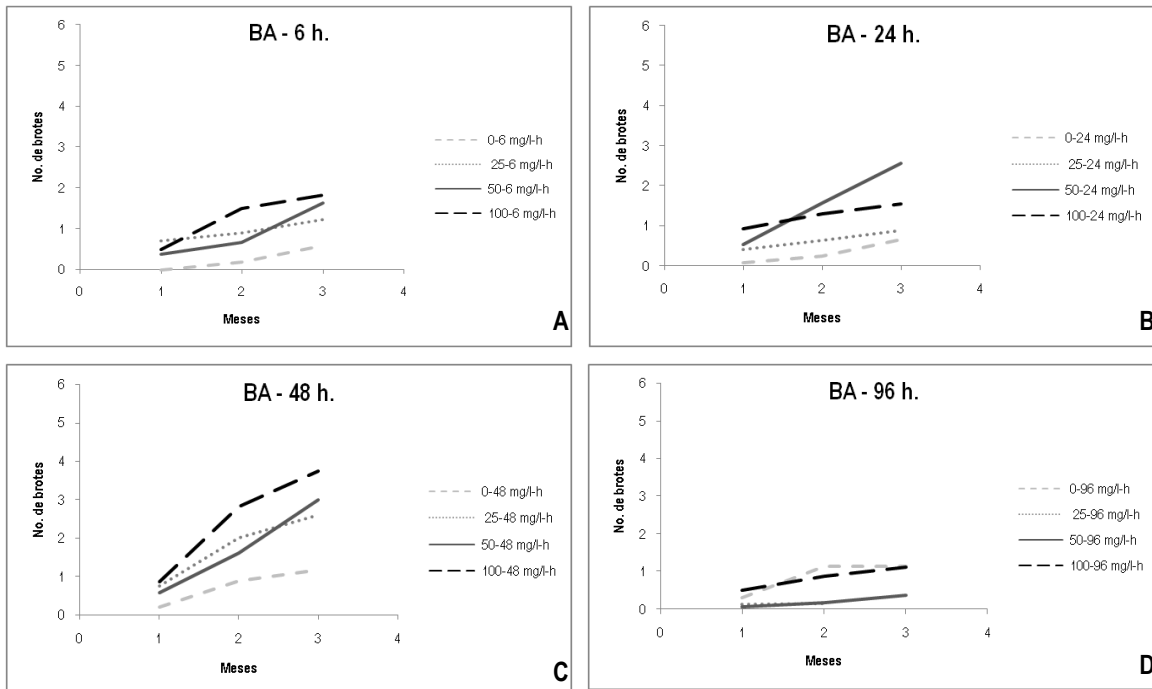 BA - 6 h.
No. de brotes
6
5
4
3
2
1
0
0 1 2 3 4
Meses
0-6 mg/l-h
25-6 mg/l-h
50-6 mg/l-h
100-6 mg/l-h
A
BA - 24 h.
No. de brotes
6
5
4
3
2
1
0
0 1 2 3 4
Meses
0-24 mg/l-h
25-24 mg/l-h
50-24 mg/l-h
100-24 mg/l-h
B
BA - 48 h.
No. de brotes
6
5
4
3
2
1
0
0 1 2 3 4
Meses
0-48 mg/l-h
25-48 mg/l-h
50-48 mg/l-h
100-48 mg/l-h
C
BA - 96 h.
No. de brotes
6
5
4
3
2
1
0
0 1 2 3 4
Meses
0-96 mg/l-h
25-96 mg/l-h
50-96 mg/l-h
100-96 mg/l-h
D